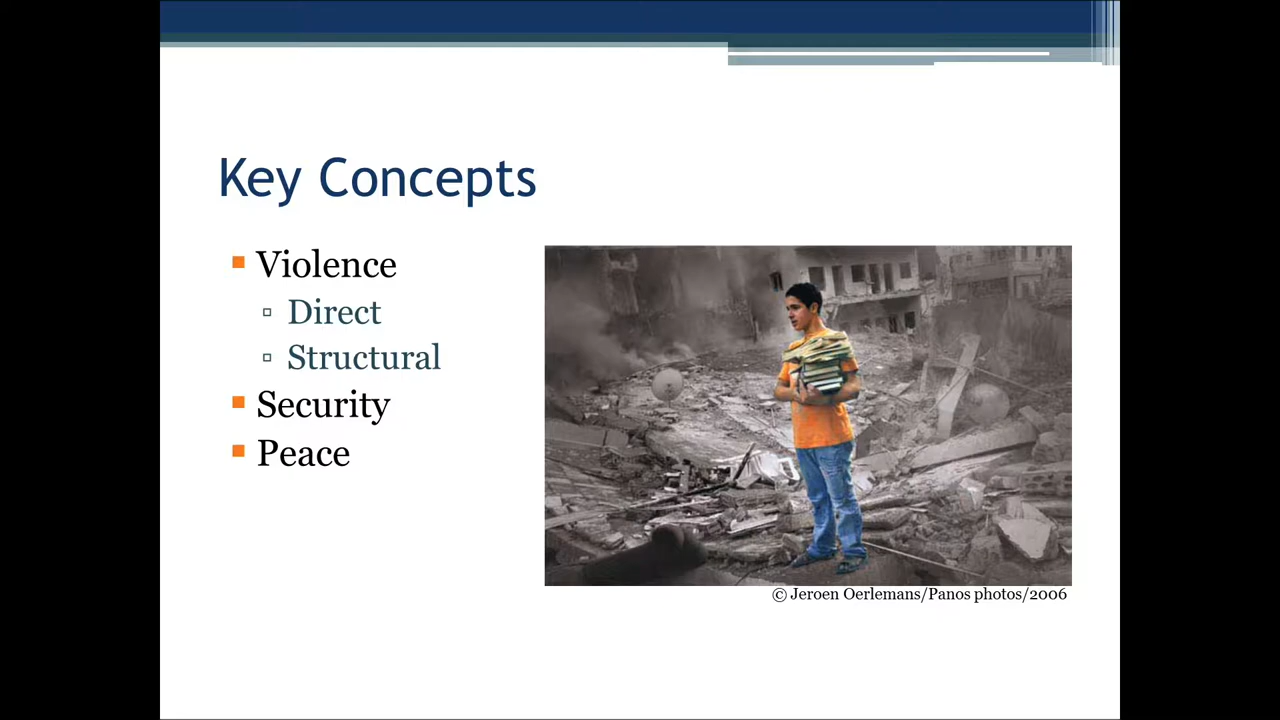 Key Concepts
Violence
Direct
Structural
Security
Peace
© Jeroen Oerlemans/Panos photos/2006